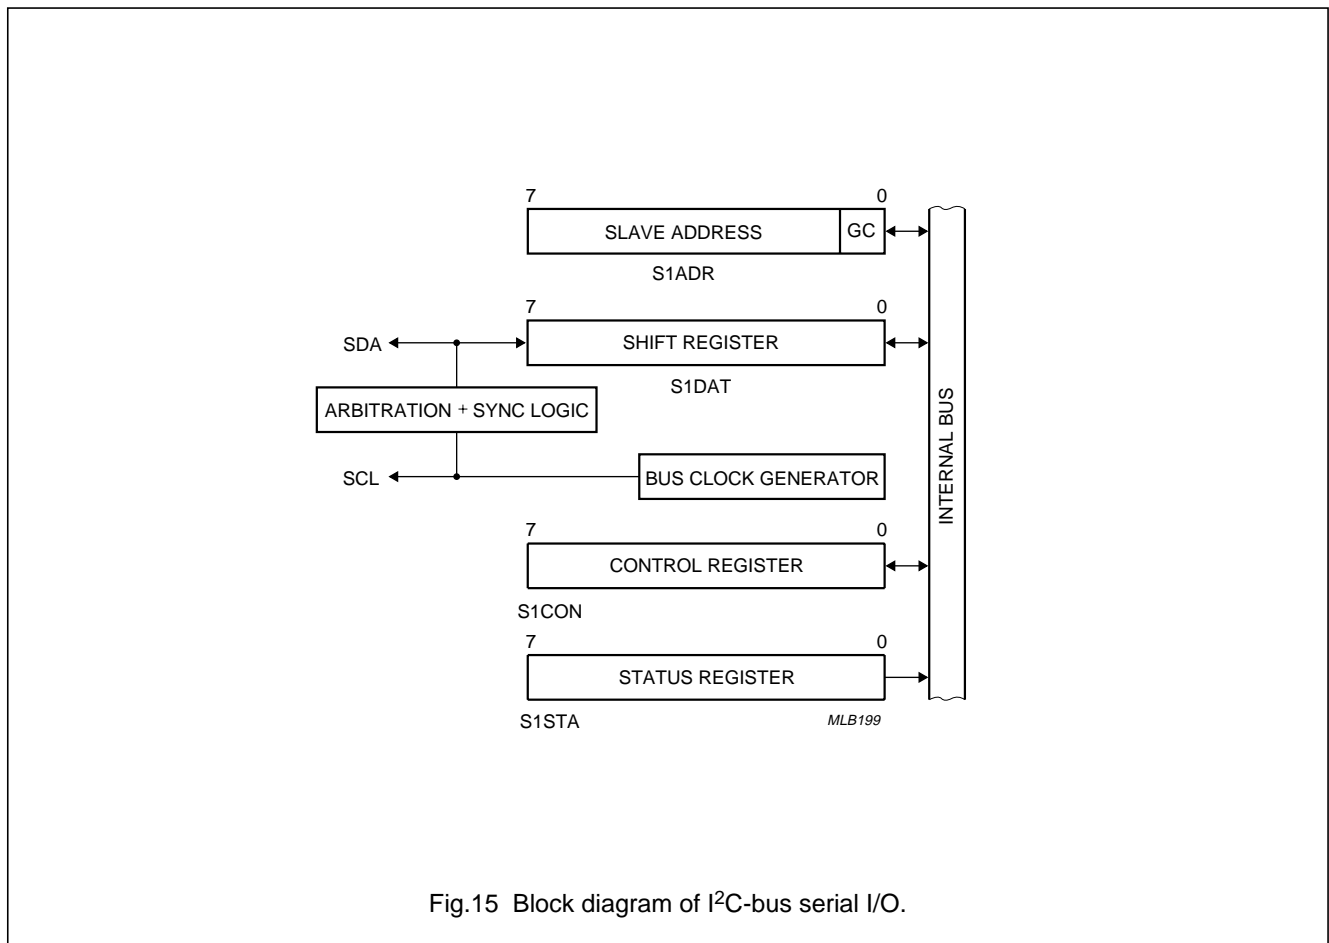 7 0
SLAVE ADDRESS GC
S1ADR
7 0
SDA SHIFT REGISTER
S1DAT
ARBITRATION + SYNC LOGIC
INTERNAL BUS
SCL BUS CLOCK GENERATOR
7 0
CONTROL REGISTER
S1CON
7 0
STATUS REGISTER
S1STA MLB199
Fig.15 Block diagram of I²C-bus serial I/O.